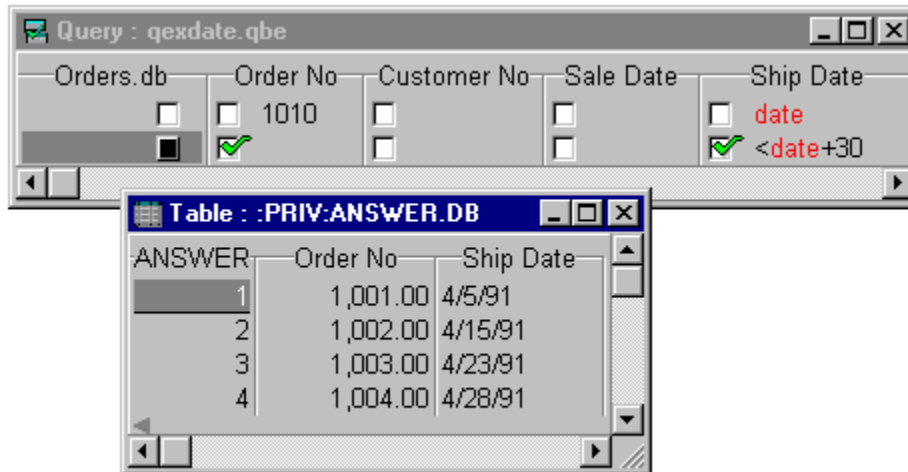 Query : qexdate.qbe
Orders.db Order No Customer No Sale Date Ship Date
1010 date
<date+30
Table : :PRIV:ANSWER.DB
ANSWER Order No Ship Date
1 1,001.00 4/5/91
2 1,002.00 4/15/91
3 1,003.00 4/23/91
4 1,004.00 4/28/91